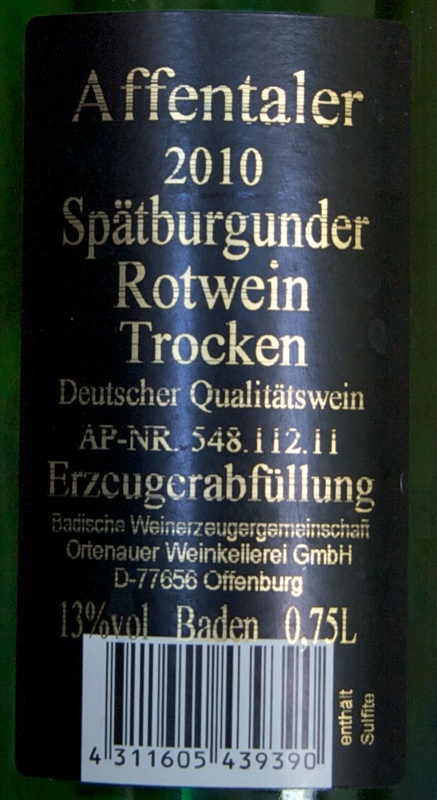 Affentaler
2010
Spätburgunder
Rotwein
Trocken
Deutscher Qualitätswein
AP-NR. 548.112.11
Erzeugerabfüllung
Badische Weinerzeugergemeinschaft
Ortenauer Weinkellerei GmbH
D-77656 Offenburg
13%vol Baden 0,75L
enthält
Sulfite
4 311605 439390